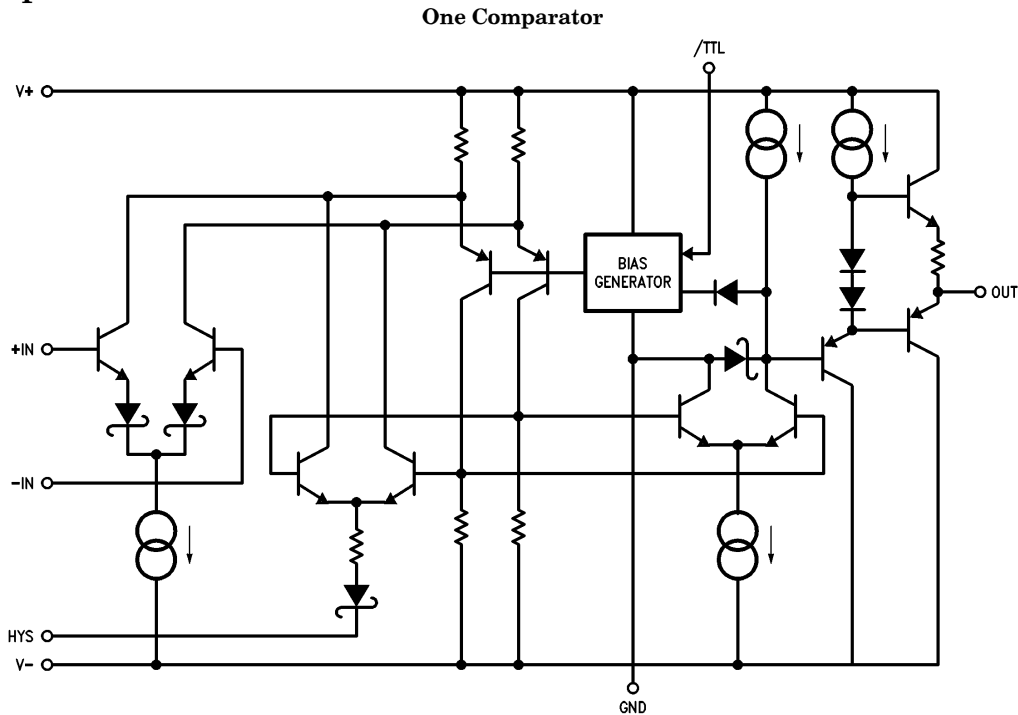 One Comparator
/TTL
V+
BIAS
GENERATOR
OUT
+IN
-IN
HYS
V-
GND